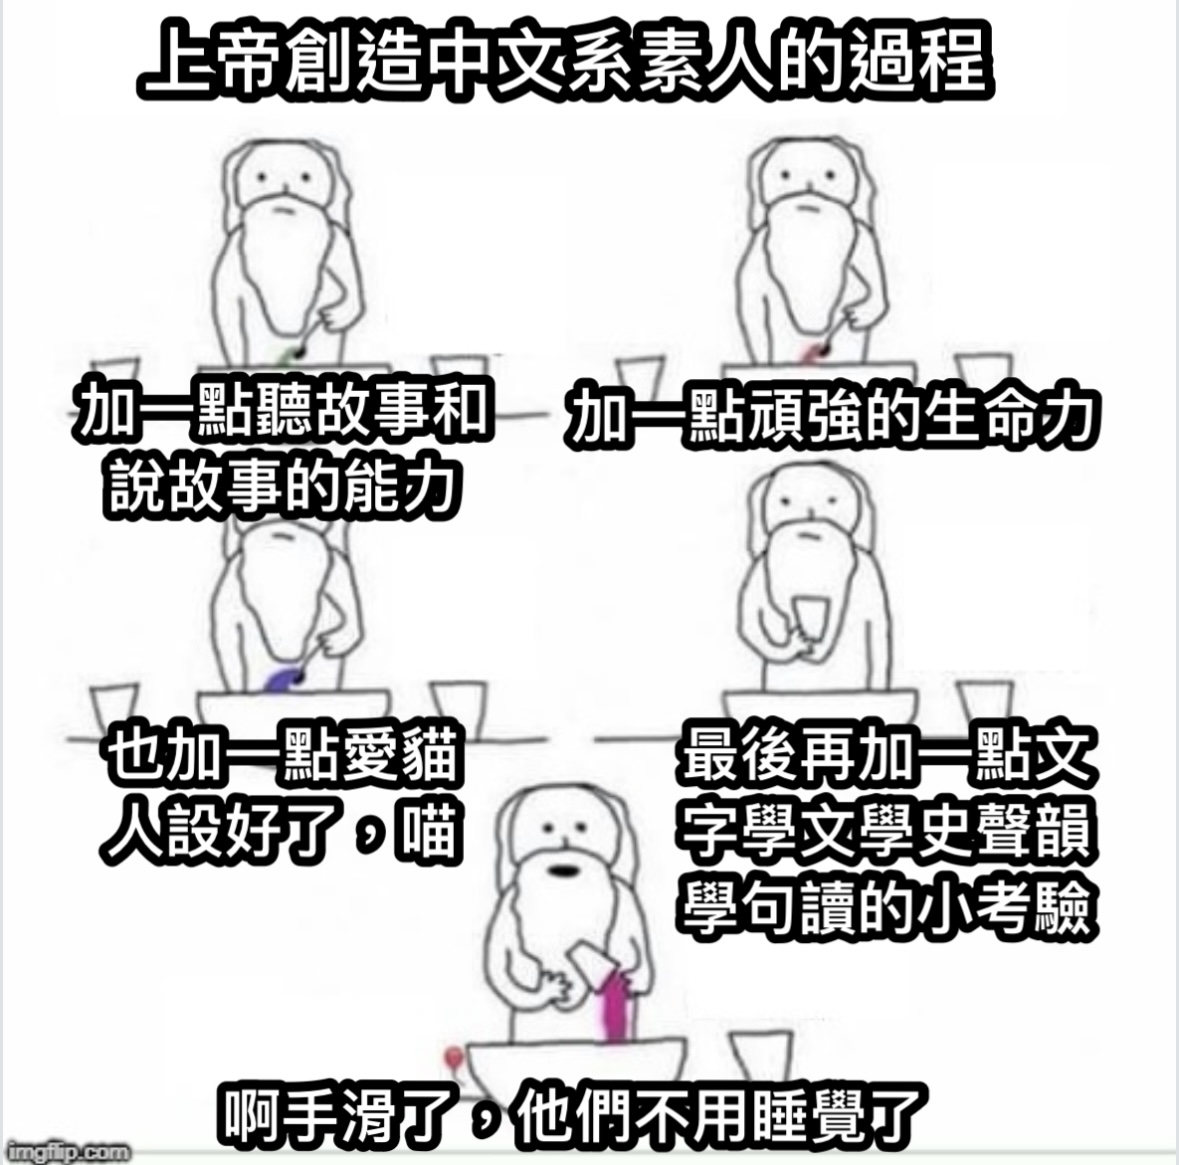 上帝創造中文系素人的過程
加一點聽故事和
說故事的能力
加一點頑強的生命力
也加一點愛貓
人設好了，喵
最後再加一點文
字學文學史聲韻
學句讀的小考驗
啊手滑了，他們不用睡覺了
imgflip.com